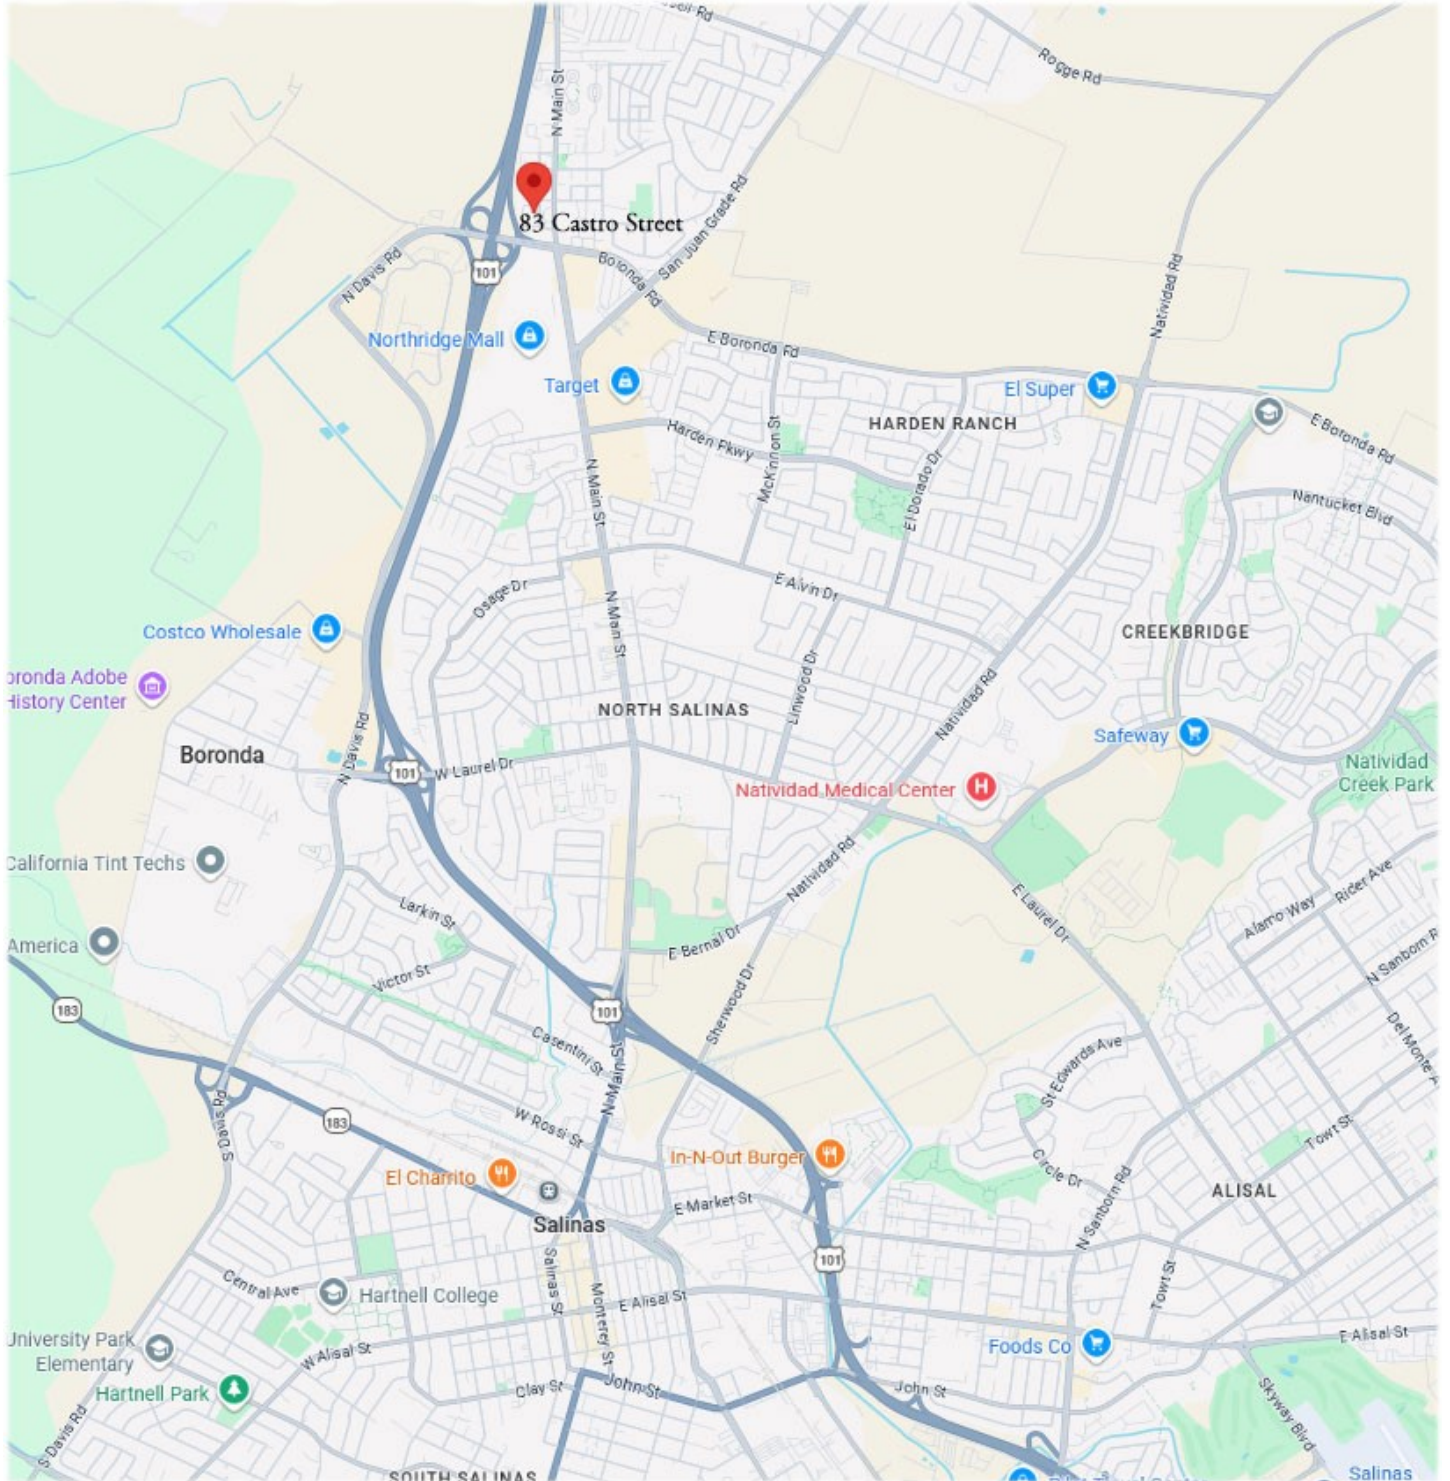 Rogge Rd
N Main St
83 Castro Street
San Juan Grade Rd
N Davis Rd
Boronda Rd
101
Natividad Rd
Northridge Mall
E Boronda Rd
Target
El Super
HARDEN RANCH
Harden Pkwy
McKinnon St
E Boronda Rd
N Main St
El Dorado Dr
Nantucket Blvd
E Alvin Dr
Osage Dr
N Main St
Costco Wholesale
CREEKBRIDGE
oronda Adobe
History Center
Linwood Dr
Natividad Rd
NORTH SALINAS
Safeway
Boronda
N Davis Rd
101
W Laurel Dr
Natividad
Creek Park
Natividad Medical Center
California Tint Techs
Natividad Rd
Rider Ave
Larkin St
E Laurel Dr
Alamo Way
America
E Bernal Dr
N Sanborn R
Victor St
183
101
Sherwood Dr
Casentini St
N Main St
St Edwards Ave
Del Monte A
S Davis Rd
183
W Rossi St
Towt St
In-N-Out Burger
El Charrito
Circle Dr
ALISAL
E Market St
N Sanborn Rd
Salinas
101
Central Ave
Hartnell College
Salinas St
Monterey St
E Alisal St
Towt St
University Park
Elementary
W Alisal St
Foods Co
E Alisal St
Hartnell Park
Clay St
John St
John St
Skyway Blvd
S Davis Rd
SOUTH SALINAS
Salinas